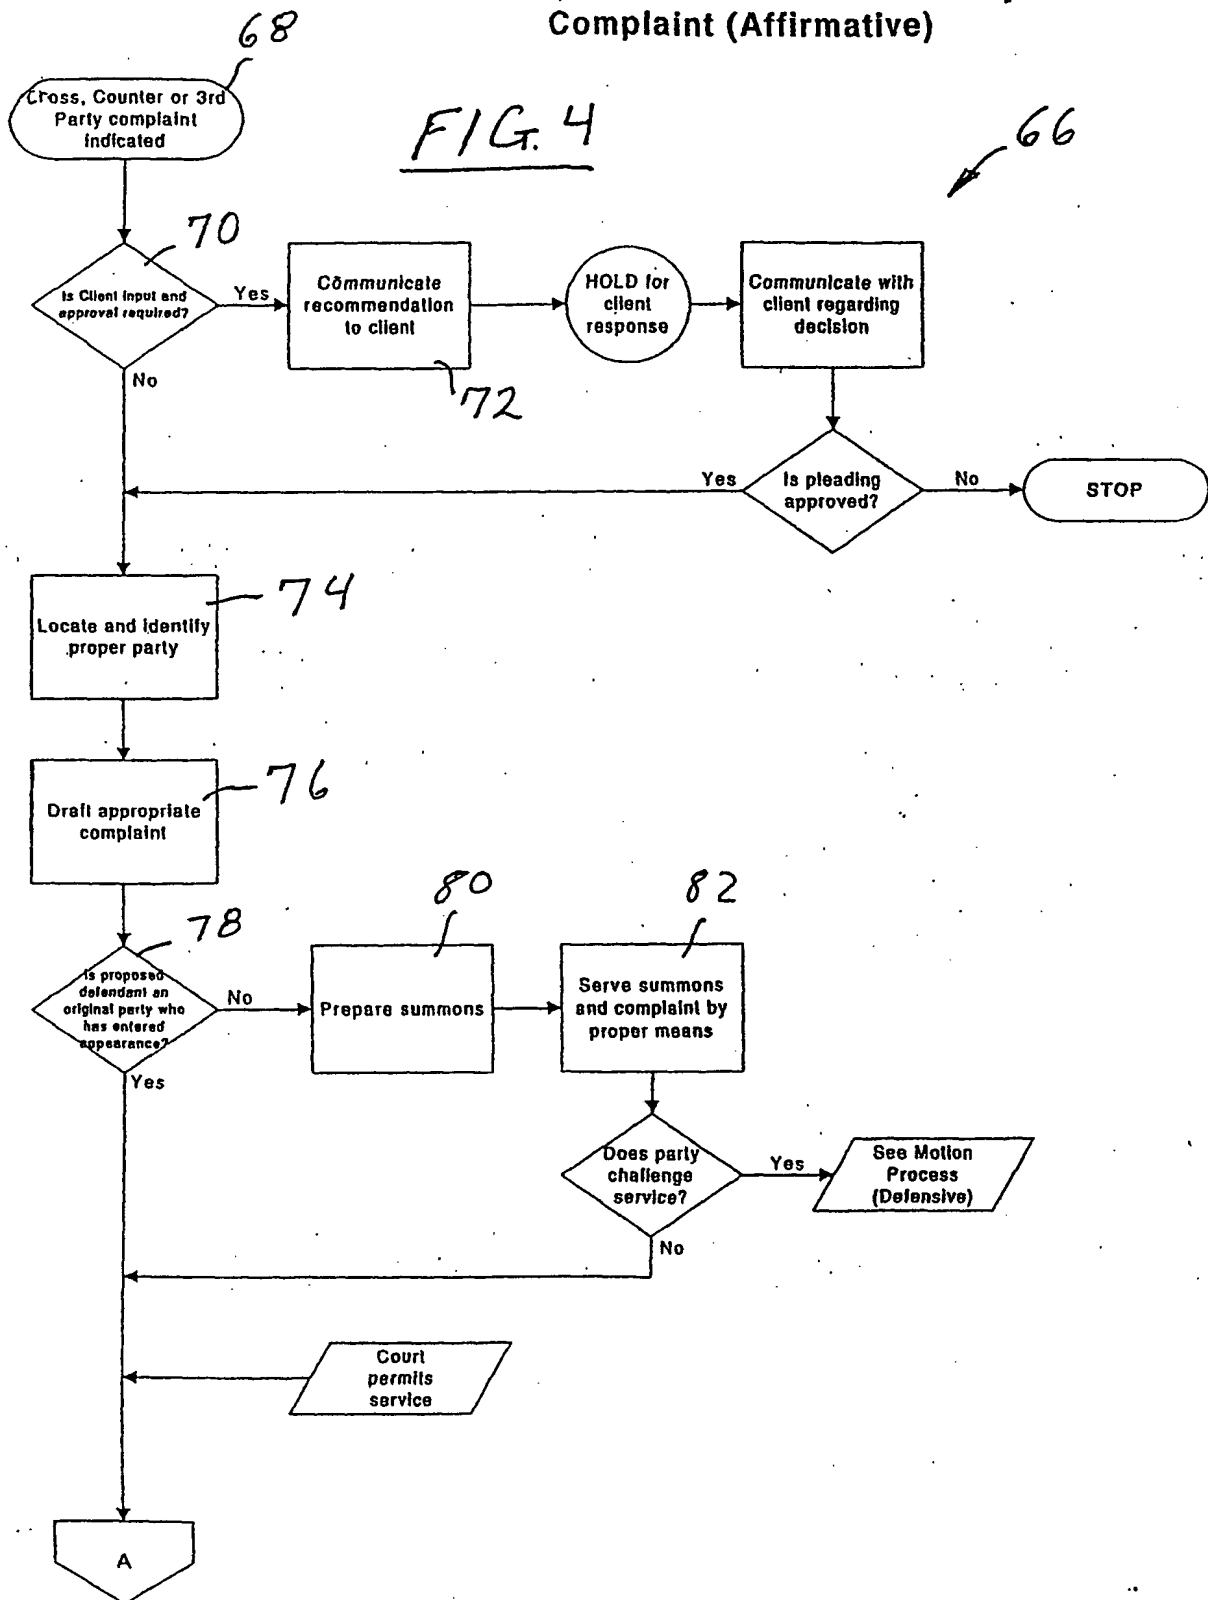 Complaint (Affirmative)
68
Cross, Counter or 3rd
Party complaint
indicated
FIG. 4
66
70
Is Client input and
approval required?
Yes
Communicate
recommendation
to client
HOLD for
client
response
Communicate with
client regarding
decision
No
72
Yes
Is pleading
approved?
No
STOP
74
Locate and identify
proper party
76
Draft appropriate
complaint
80
82
78
Is proposed
defendant an
original party who
has entered
appearance?
No
Prepare summons
Serve summons
and complaint by
proper means
Yes
Does party
challenge
service?
Yes
See Motion
Process
(Defensive)
No
Court
permits
service
A